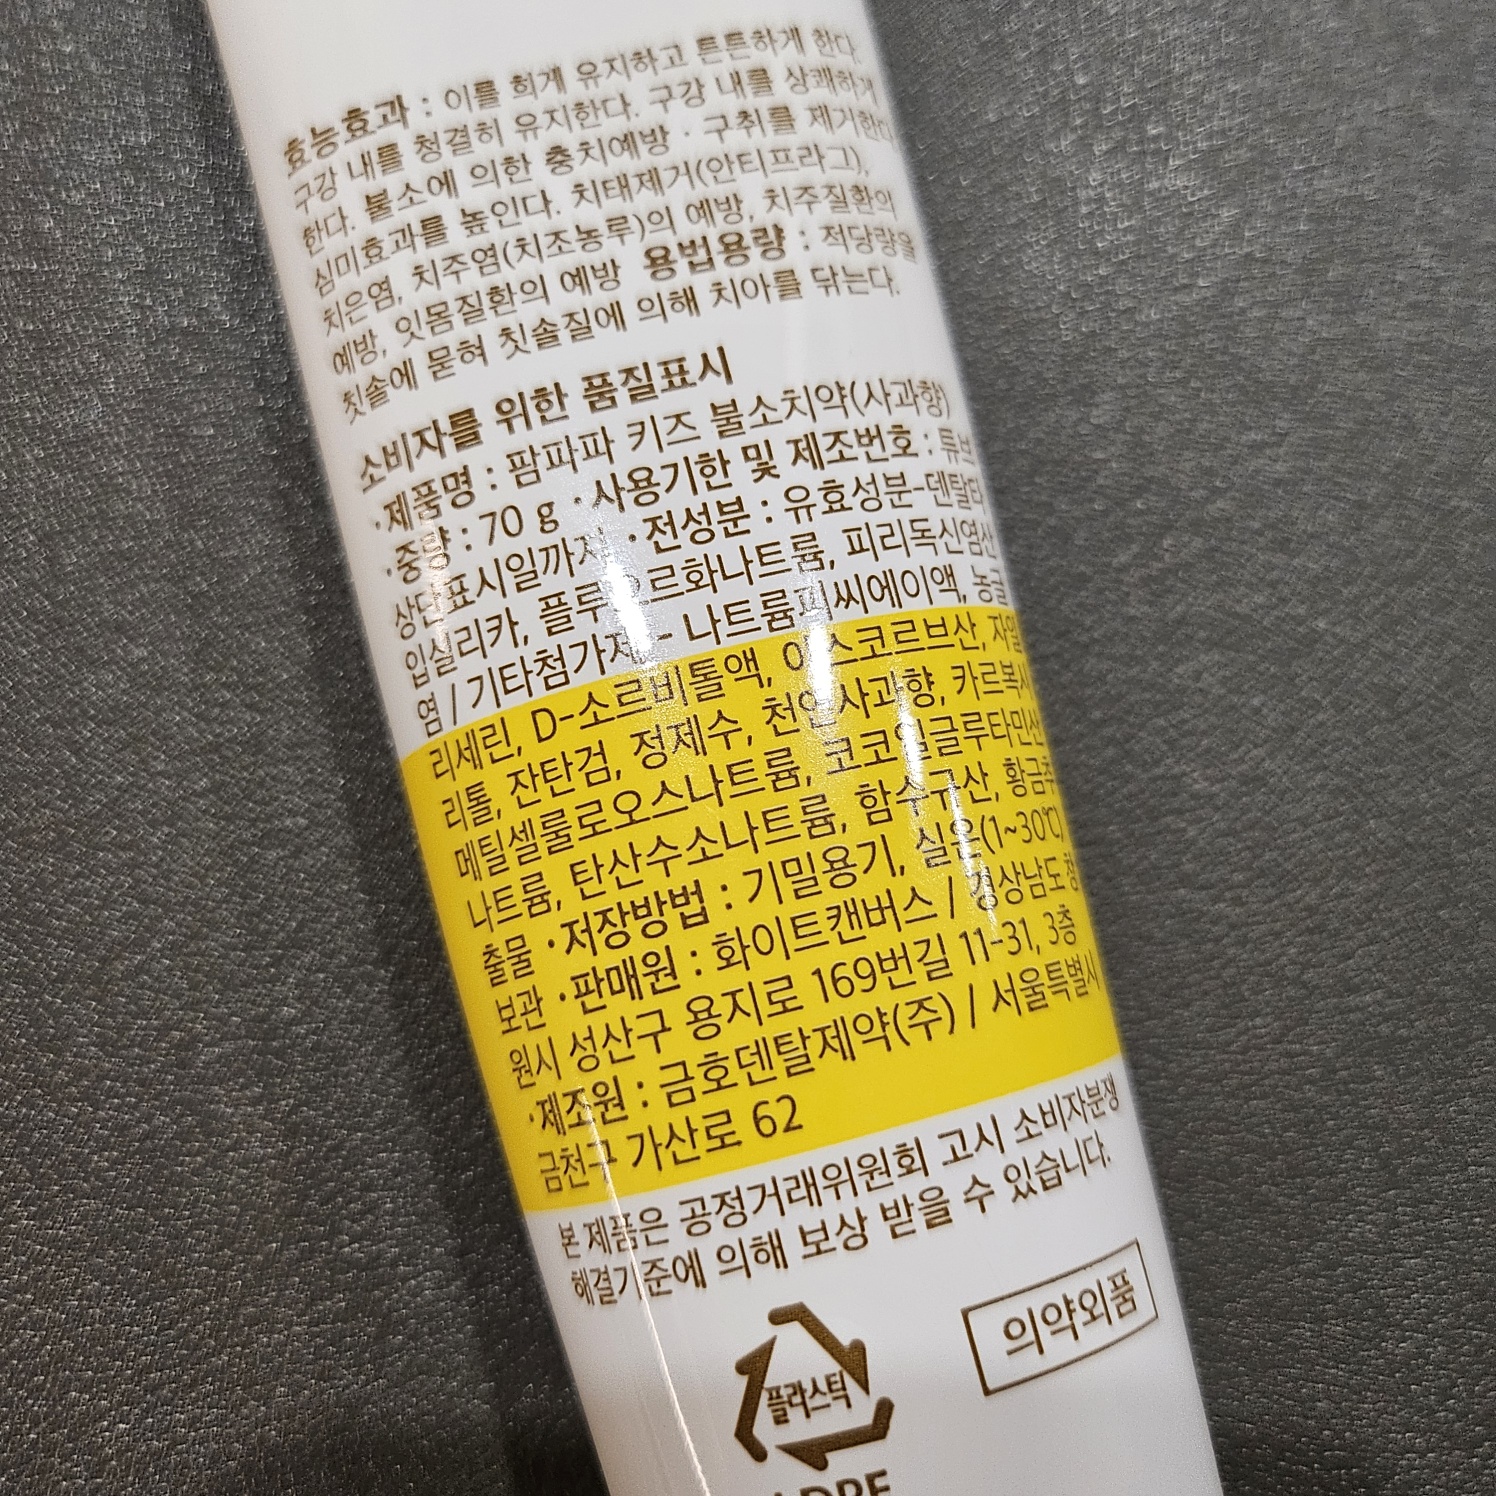 효능효과 : 이를 희게 유지하고 튼튼하게 한다.
구강 내를 청결히 유지한다. 구강 내를 상쾌하게
한다. 불소에 의한 충치예방 · 구취를 제거한다.
심미효과를 높인다. 치태제거(안티프라그),
치은염, 치주염(치조농루)의 예방, 치주질환의
예방, 잇몸질환의 예방 용법용량 : 적당량을
칫솔에 묻혀 칫솔질에 의해 치아를 닦는다.
소비자를 위한 품질표시
·제품명 : 팜파파 키즈 불소치약(사과향)
·중량 : 70 g ·사용기한 및 제조번호 : 튜브
상단표시일까지 ·전성분 : 유효성분-덴탈타
입실리카, 플루오르화나트륨, 피리독신염산
염 / 기타첨가제- 나트륨피씨에이액, 농글
리세린, D-소르비톨액, 아스코르브산, 자일
리톨, 잔탄검, 정제수, 천연사과향, 카르복시
메틸셀룰로오스나트륨, 코코일글루타민산
나트륨, 탄산수소나트륨, 함수규산, 황금추
출물 ·저장방법 : 기밀용기, 실온(1~30℃)
보관 ·판매원 : 화이트캔버스 / 경상남도 창
원시 성산구 용지로 169번길 11-31, 3층
·제조원 : 금호덴탈제약(주) / 서울특별시
금천구 가산로 62
본 제품은 공정거래위원회 고시 소비자분쟁
해결기준에 의해 보상 받을 수 있습니다.
의약외품
플라스틱
LDPE